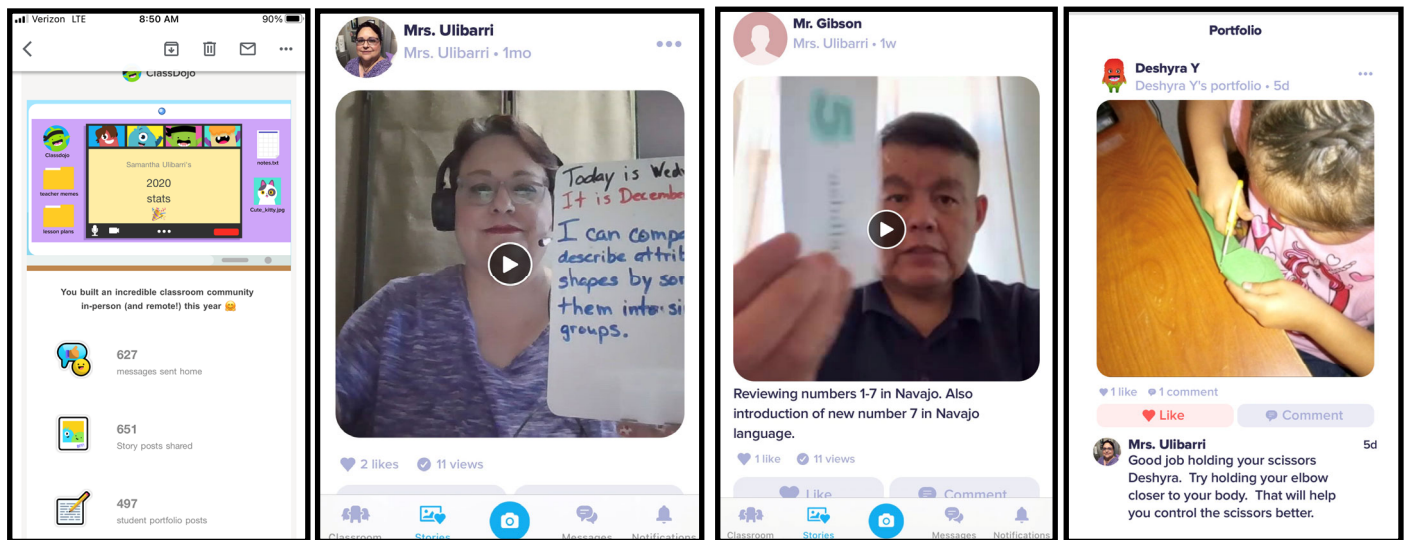 Verizon LTE 8:50 AM 90%
ClassDojo
Classdojo
teacher memes
lesson plans
Samantha Ulibarri's
2020
stats
notes.txt
Cute_kitty.jpg
You built an incredible classroom community
in-person (and remote!) this year 🤗
627
messages sent home
651
Story posts shared
497
student portfolio posts
Mrs. Ulibarri
Mrs. Ulibarri • 1mo
Today is Wed
It is December
I can compa
describe attrib
shapes by sor
them into si
groups.
2 likes 11 views
Classroom Stories Messages Notifications
Mr. Gibson
Mrs. Ulibarri • 1w
5
Reviewing numbers 1-7 in Navajo. Also
introduction of new number 7 in Navajo
language.
1 like 11 views
Like Comment
Classroom Stories Messages Notifications
Portfolio
Deshyra Y
Deshyra Y's portfolio • 5d
1 like 1 comment
Like Comment
Mrs. Ulibarri 5d
Good job holding your scissors
Deshyra. Try holding your elbow
closer to your body. That will help
you control the scissors better.